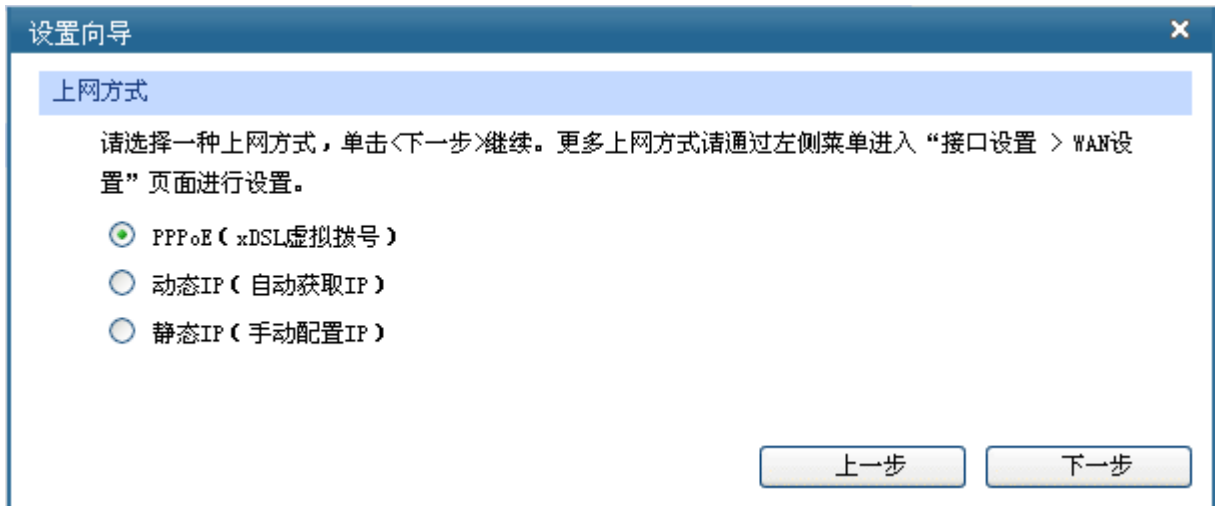 设置向导
上网方式
请选择一种上网方式，单击<下一步>继续。更多上网方式请通过左侧菜单进入“接口设置 > WAN设
置”页面进行设置。
PPPoE（xDSL虚拟拨号）
动态IP（自动获取IP）
静态IP（手动配置IP）
上一步
下一步